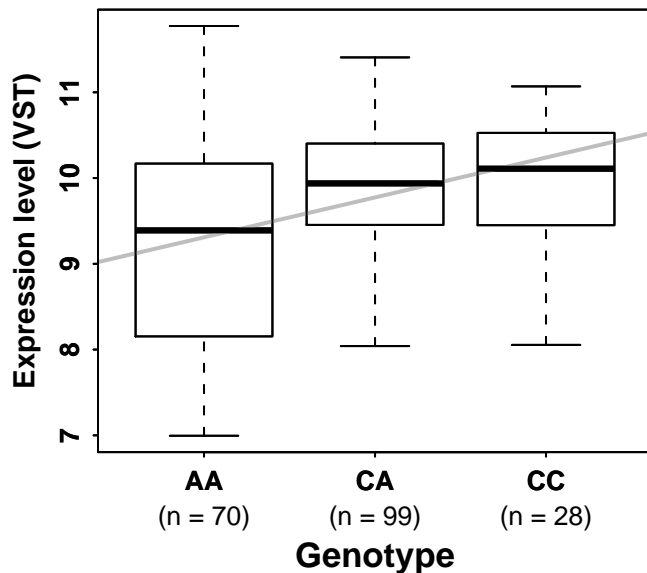 Expression level (VST)
11
10
9
8
7
AA CA CC
(n = 70) (n = 99) (n = 28)
Genotype